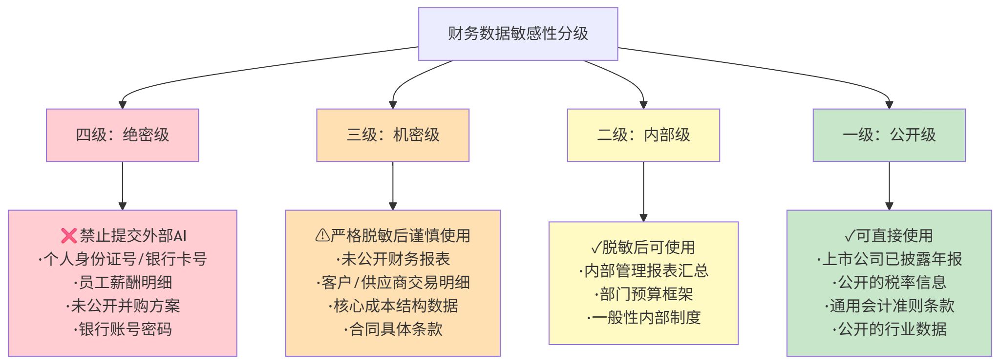 财务数据敏感性分级
四级：绝密级
三级：机密级
二级：内部级
一级：公开级
❌禁止提交外部AI
·个人身份证号/银行卡号
·员工薪酬明细
·未公开并购方案
·银行账号密码
⚠严格脱敏后谨慎使用
·未公开财务报表
·客户/供应商交易明细
·核心成本结构数据
·合同具体条款
✓脱敏后可使用
·内部管理报表汇总
·部门预算框架
·一般性内部制度
✓可直接使用
·上市公司已披露年报
·公开的税率信息
·通用会计准则条款
·公开的行业数据